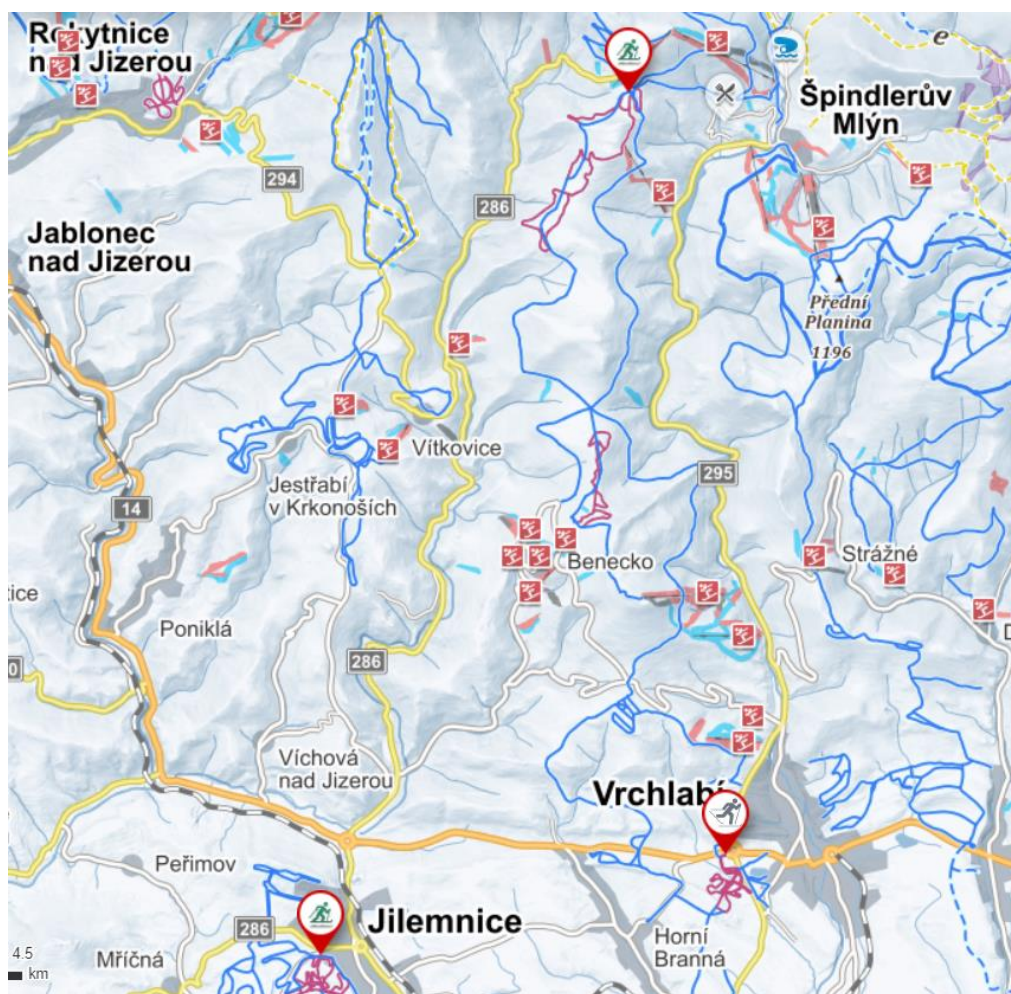 Rokytnice
nad Jizerou
e
Špindlerův
Mlýn
294
286
Jablonec
nad Jizerou
Přední
Planina
1196
Vítkovice
295
Jestřabí
v Krkonoších
14
Benecko
Strážné
Poniklá
286
Víchová
nad Jizerou
Vrchlabí
Peřimov
Jilemnice
286
Horní
Branná
Mříčná
4.5
km